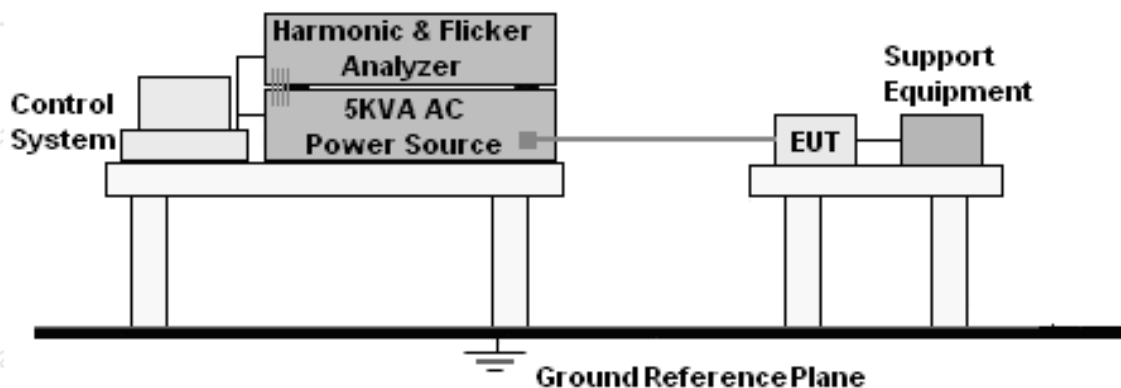 Harmonic & Flicker
Analyzer
Control
System
5KVA AC
Power Source
EUT
Support
Equipment
Ground Reference Plane